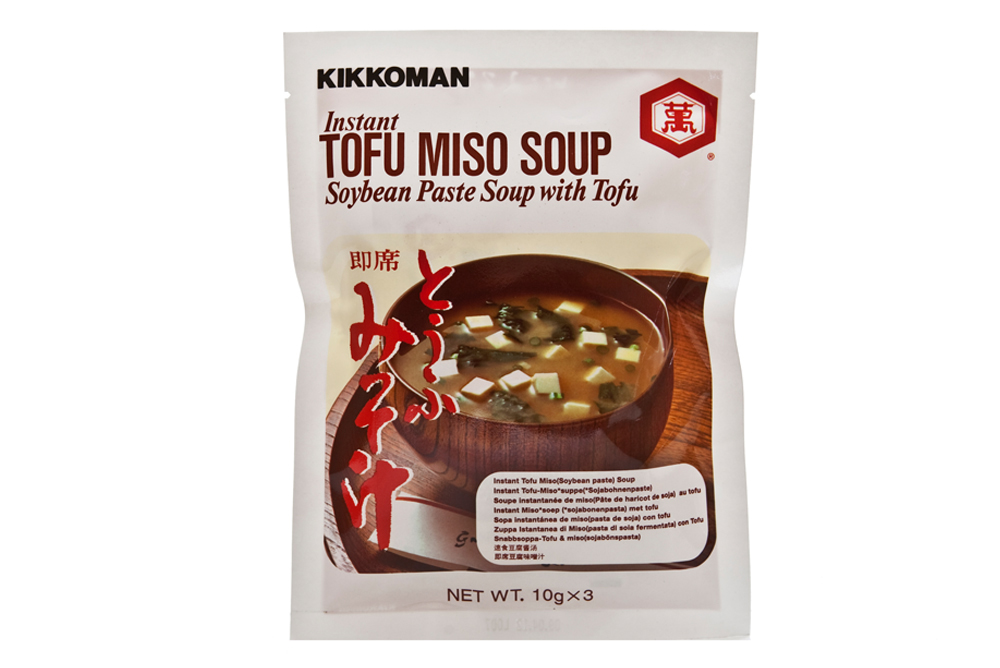 KIKKOMAN
萬
®
Instant
TOFU MISO SOUP
Soybean Paste Soup with Tofu
即席
とうふ
みそ汁
Instant Tofu Miso(Soybean paste) Soup
Instant Tofu-Miso*suppe(*Sojabohnenpaste)
Soupe instantanée de miso(Pâte de haricot de soja) au tofu
Instant Miso*soep (*sojabonenpasta) met tofu
Sopa instantánea de miso(pasta de soja) con tofu
Zuppa Istantanea di Miso(pasta di soia fermentata) con Tofu
Snabbsoppa-Tofu & miso(sojabönspasta)
速食豆腐醬汤
即席豆腐味噌汁
NET WT. 10g×3